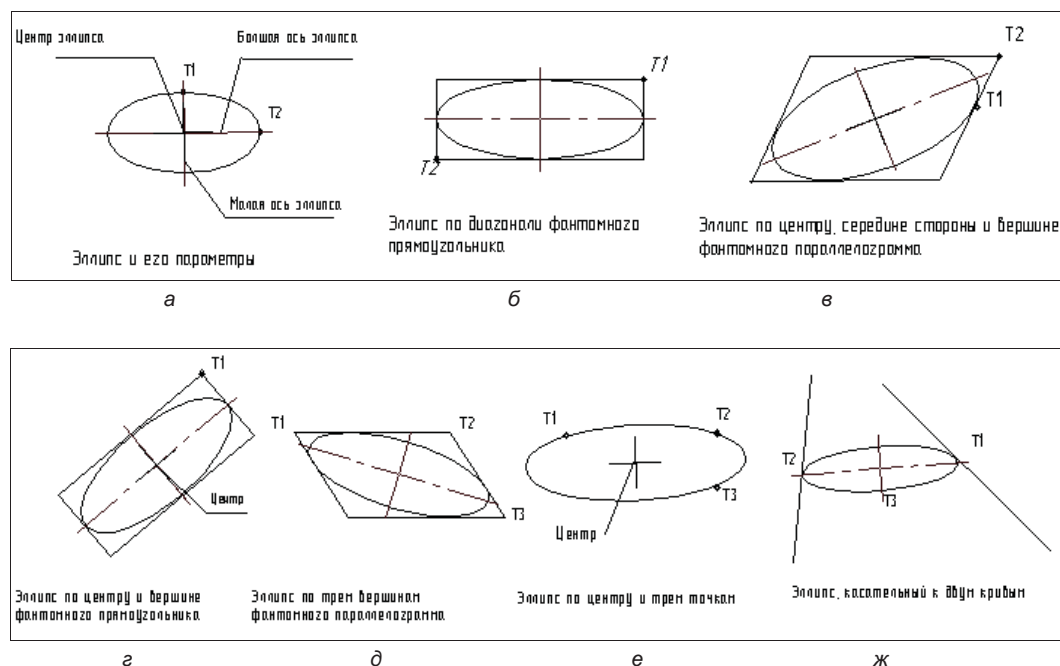 Центр эллипса
Большая ось эллипса
T1
T2
Малая ось эллипса
Эллипс и его параметры
а
T1
T2
Эллипс по диагонали фантомного
прямоугольника
б
T2
T1
Эллипс по центру, середине стороны и вершине
фантомного параллелограмма
в
T1
Центр
Эллипс по центру и вершине
фантомного прямоугольника
г
T1
T2
T3
Эллипс по трем вершинам
фантомного параллелограмма
д
T1
T2
T3
Центр
Эллипс по центру и трем точкам
е
T1
T2
T3
Эллипс, касательный к двум кривым
ж